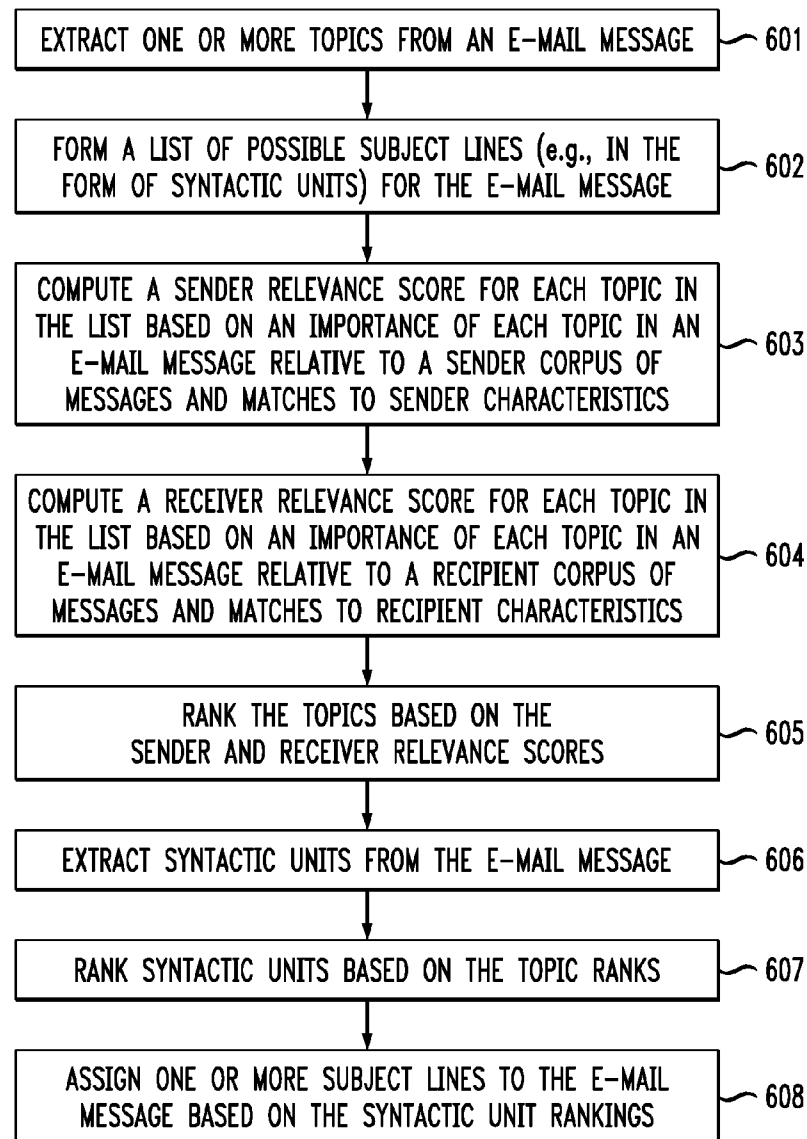 EXTRACT ONE OR MORE TOPICS FROM AN E-MAIL MESSAGE
601
FORM A LIST OF POSSIBLE SUBJECT LINES (e.g., IN THE
FORM OF SYNTACTIC UNITS) FOR THE E-MAIL MESSAGE
602
COMPUTE A SENDER RELEVANCE SCORE FOR EACH TOPIC IN
THE LIST BASED ON AN IMPORTANCE OF EACH TOPIC IN AN
E-MAIL MESSAGE RELATIVE TO A SENDER CORPUS OF
MESSAGES AND MATCHES TO SENDER CHARACTERISTICS
603
COMPUTE A RECEIVER RELEVANCE SCORE FOR EACH TOPIC IN
THE LIST BASED ON AN IMPORTANCE OF EACH TOPIC IN AN
E-MAIL MESSAGE RELATIVE TO A RECIPIENT CORPUS OF
MESSAGES AND MATCHES TO RECIPIENT CHARACTERISTICS
604
RANK THE TOPICS BASED ON THE
SENDER AND RECEIVER RELEVANCE SCORES
605
EXTRACT SYNTACTIC UNITS FROM THE E-MAIL MESSAGE
606
RANK SYNTACTIC UNITS BASED ON THE TOPIC RANKS
607
ASSIGN ONE OR MORE SUBJECT LINES TO THE E-MAIL
MESSAGE BASED ON THE SYNTACTIC UNIT RANKINGS
608